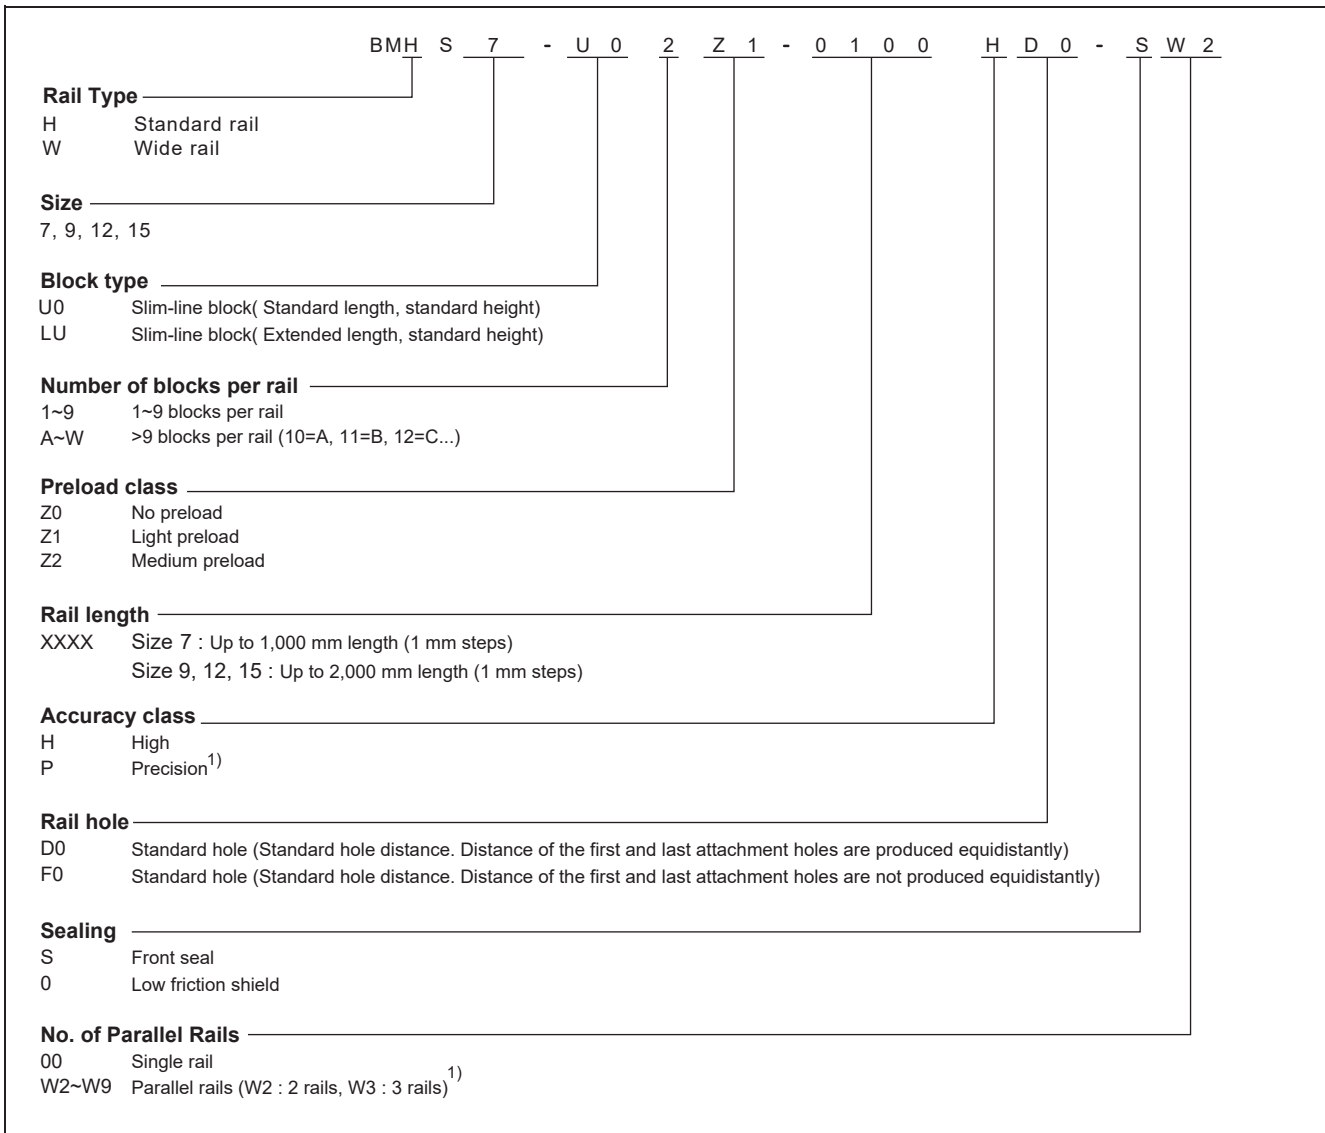 BMH S 7 - U 0 2 Z 1 - 0 1 0 0 H D 0 - S W 2
Rail Type
H Standard rail
W Wide rail
Size
7, 9, 12, 15
Block type
U0 Slim-line block( Standard length, standard height)
LU Slim-line block( Extended length, standard height)
Number of blocks per rail
1~9 1~9 blocks per rail
A~W >9 blocks per rail (10=A, 11=B, 12=C...)
Preload class
Z0 No preload
Z1 Light preload
Z2 Medium preload
Rail length
XXXX Size 7 : Up to 1,000 mm length (1 mm steps)
Size 9, 12, 15 : Up to 2,000 mm length (1 mm steps)
Accuracy class
H High
P Precision1)
Rail hole
D0 Standard hole (Standard hole distance. Distance of the first and last attachment holes are produced equidistantly)
F0 Standard hole (Standard hole distance. Distance of the first and last attachment holes are not produced equidistantly)
Sealing
S Front seal
0 Low friction shield
No. of Parallel Rails
00 Single rail
W2~W9 Parallel rails (W2 : 2 rails, W3 : 3 rails)1)